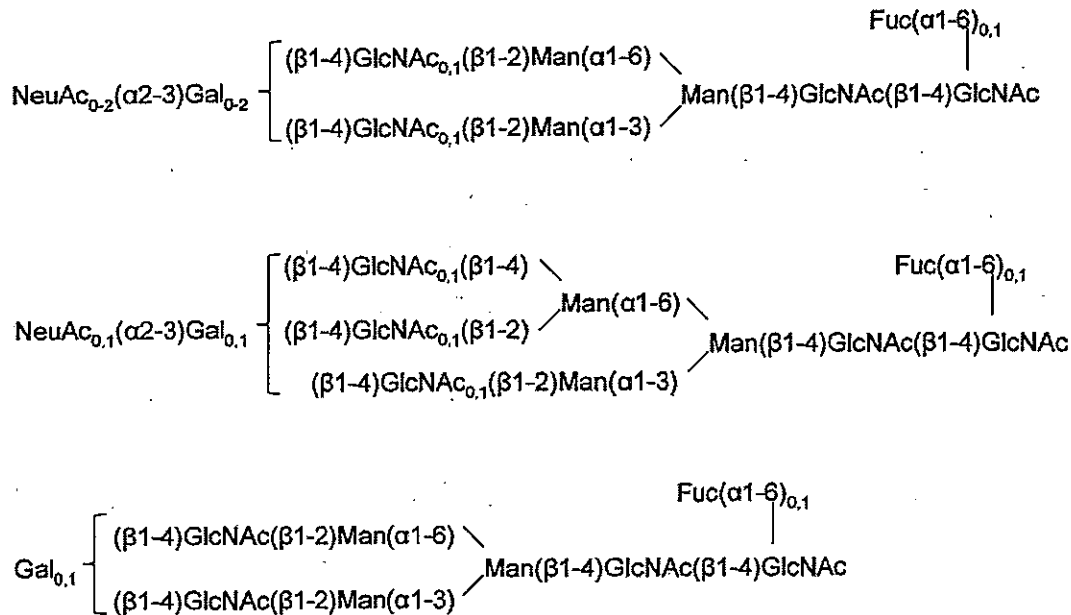 Fuc(α1-6)0,1
(β1-4)GlcNAc0,1(β1-2)Man(α1-6)
NeuAc0-2(α2-3)Gal0-2
Man(β1-4)GlcNAc(β1-4)GlcNAc
(β1-4)GlcNAc0,1(β1-2)Man(α1-3)
(β1-4)GlcNAc0,1(β1-4)
Fuc(α1-6)0,1
Man(α1-6)
NeuAc0,1(α2-3)Gal0,1
(β1-4)GlcNAc0,1(β1-2)
Man(β1-4)GlcNAc(β1-4)GlcNAc
(β1-4)GlcNAc0,1(β1-2)Man(α1-3)
Fuc(α1-6)0,1
(β1-4)GlcNAc(β1-2)Man(α1-6)
Gal0,1
Man(β1-4)GlcNAc(β1-4)GlcNAc
(β1-4)GlcNAc(β1-2)Man(α1-3)